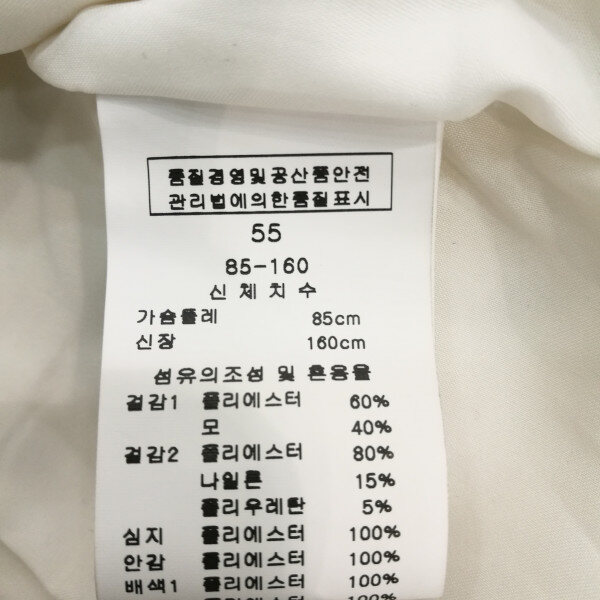 품질경영및공산품안전
관리법에의한품질표시
55
85-160
신체치수
가슴둘레 85cm
신장 160cm
섬유의조성 및 혼용율
겉감1 폴리에스터 60%
모 40%
겉감2 폴리에스터 80%
나일론 15%
폴리우레탄 5%
심지 폴리에스터 100%
안감 폴리에스터 100%
배색1 폴리에스터 100%